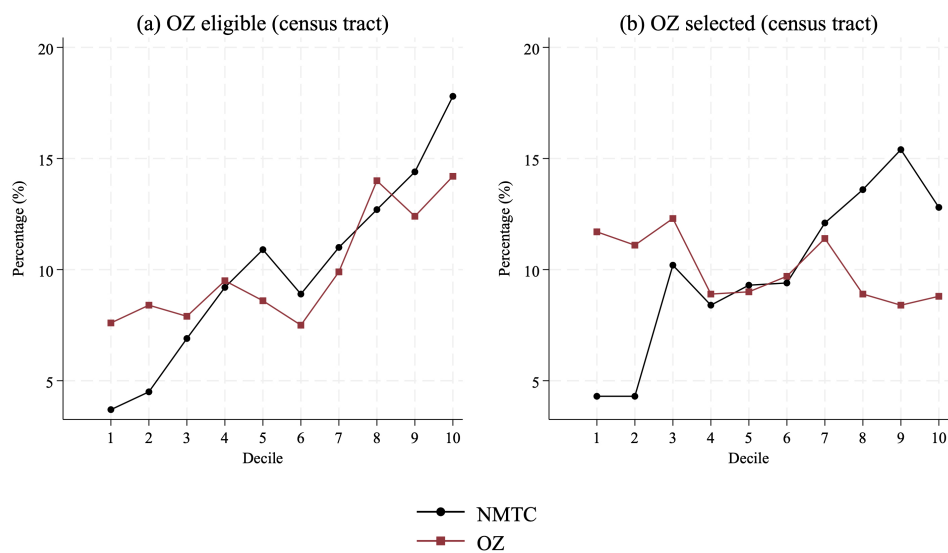 (a) OZ eligible (census tract)
20
15
10
5
Percentage (%)
1 2 3 4 5 6 7 8 9 10
Decile
(b) OZ selected (census tract)
20
15
10
5
Percentage (%)
1 2 3 4 5 6 7 8 9 10
Decile
NMTC
OZ